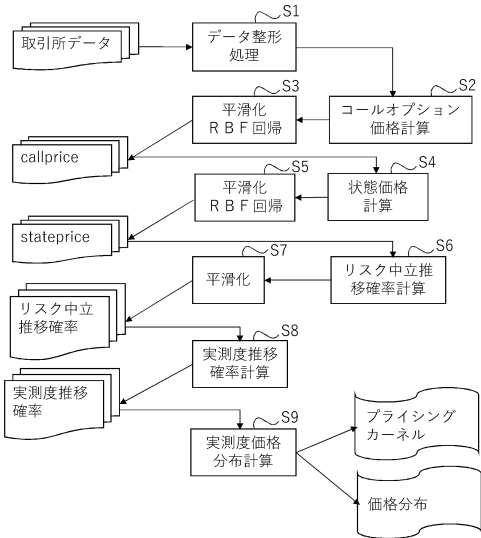 S1
取引所データ
データ整形
処理
S3
S2
平滑化
RBF回帰
コールオプション
価格計算
callprice
S5
S4
平滑化
RBF回帰
状態価格
計算
stateprice
S7
S6
平滑化
リスク中立推
移確率計算
リスク中立
推移確率
S8
実測度推移
確率計算
実測度推移
確率
S9
実測度価格
分布計算
プライシング
カーネル
価格分布